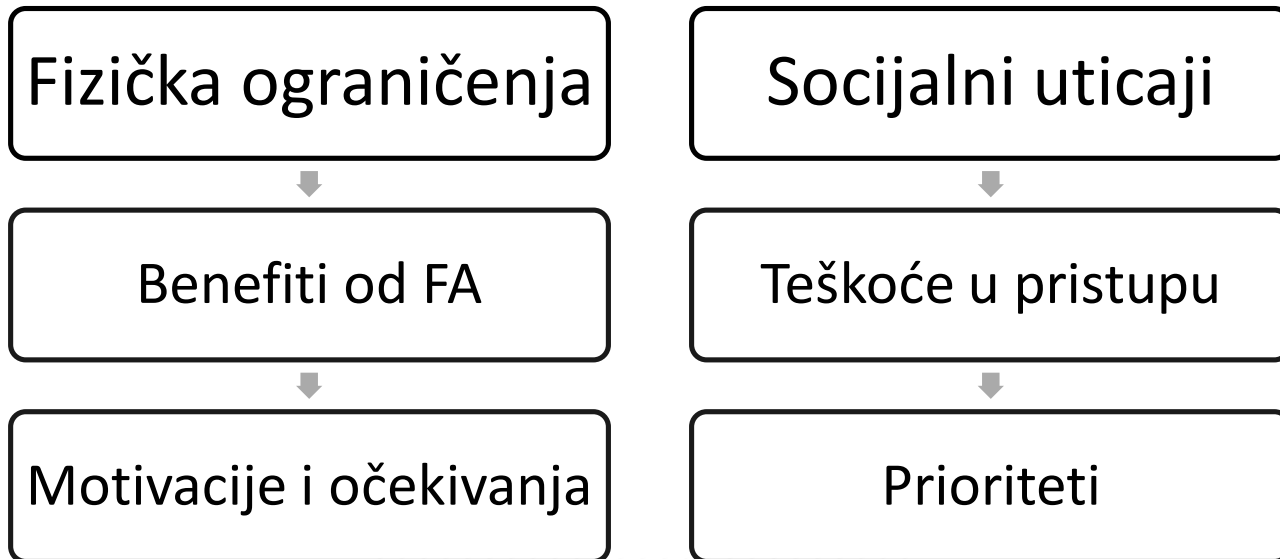 Fizička ograničenja
Benefiti od FA
Motivacije i očekivanja
Socijalni uticaji
Teškoće u pristupu
Prioriteti